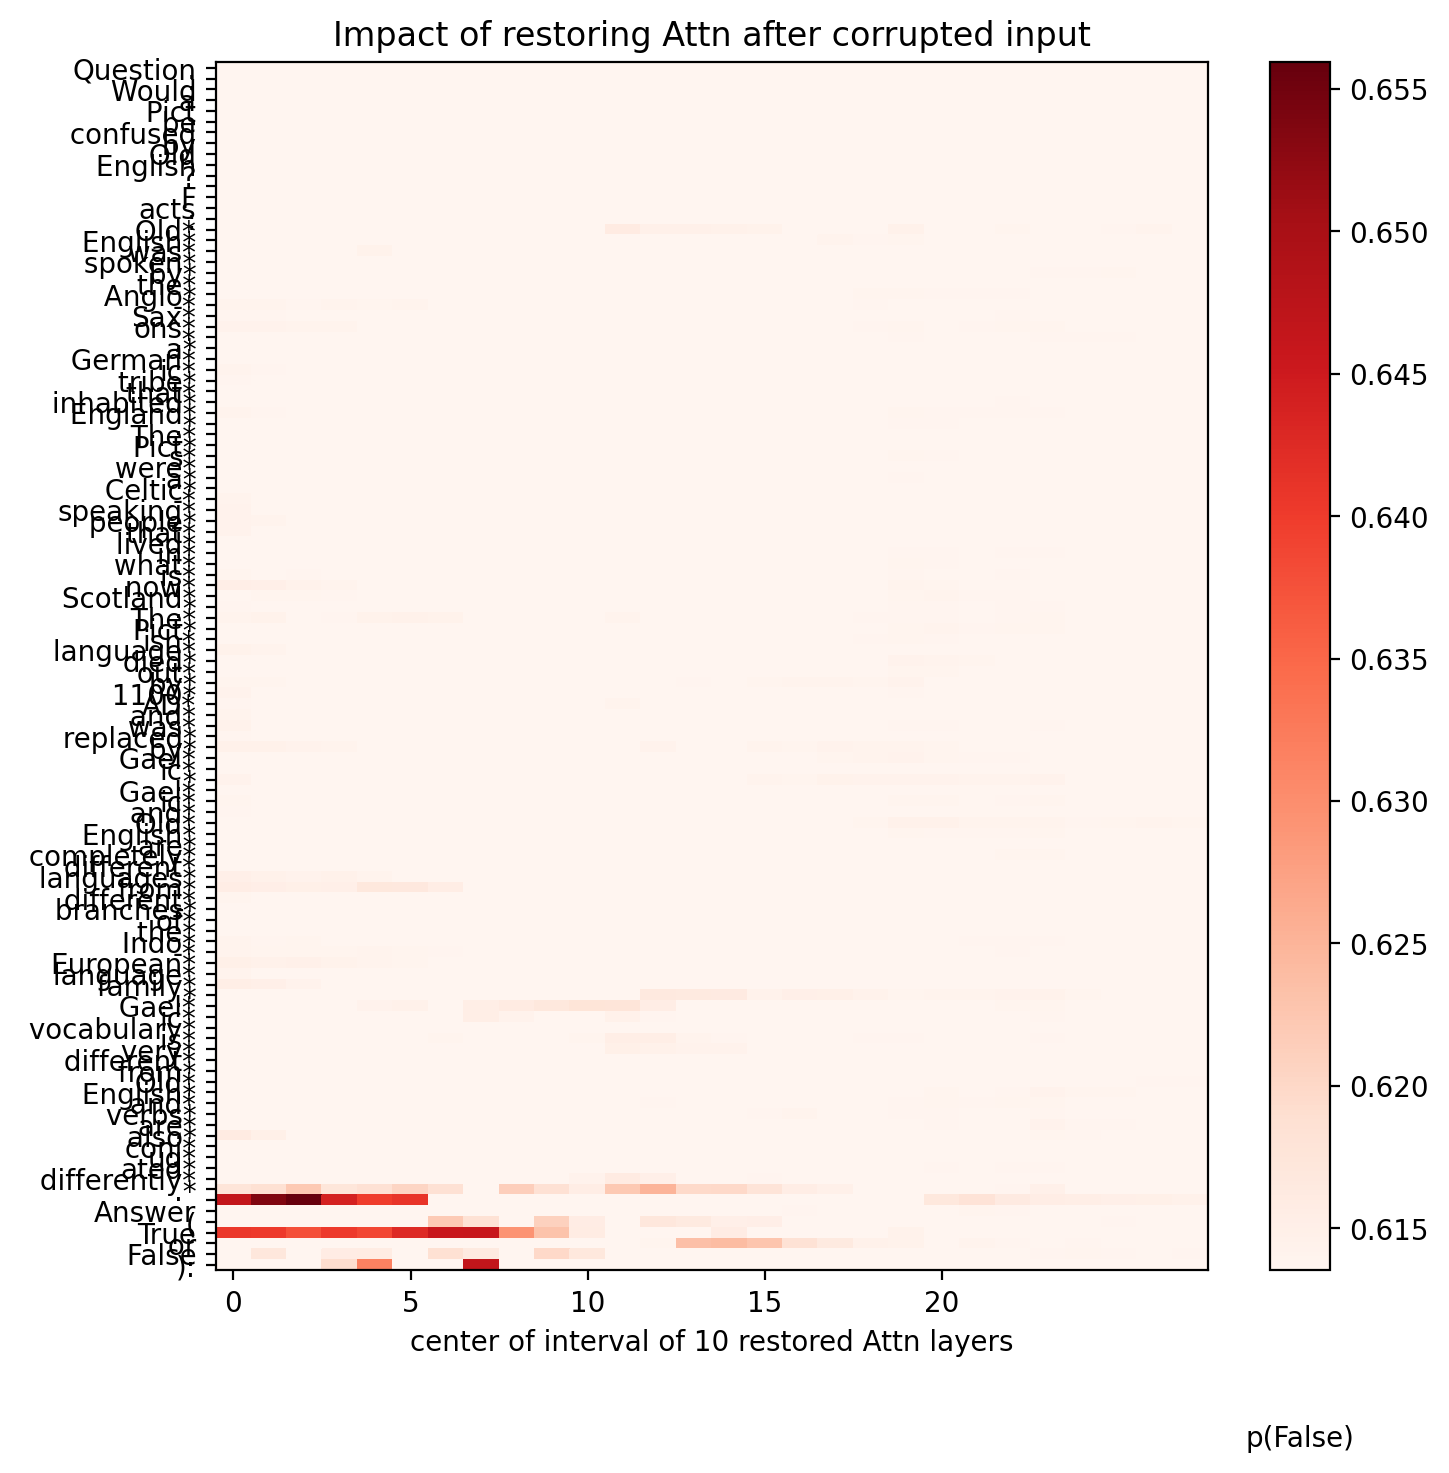 Impact of restoring Attn after corrupted input
Question
:
Would
a
Pict
be
confused
by
Old
English
?
F
acts
:
Old*
English*
was*
spoken*
by*
the*
Anglo*
-*
Sax*
ons*
a*
German*
ic*
tribe*
that*
inhabited*
England*
The*
Pict*
s*
were*
a*
Celtic*
-*
speaking*
people*
that*
lived*
in*
what*
is*
now*
Scotland*
The*
Pict*
ish*
language*
died*
out*
by*
1100*
AD*
and*
was*
replaced*
by*
Gael*
ic*
Gael*
ic*
and*
Old*
English*
are*
completely*
different*
languages*
from*
different*
branches*
of*
the*
Indo*
-*
European*
language*
family*
Gael*
ic*
vocabulary*
is*
very*
different*
from*
Old*
English*
and*
verbs*
are*
also*
conj*
ug*
ated*
differently*
.*
Answer
(
True
or
False
):
0
5
10
15
20
center of interval of 10 restored Attn layers
0.655
0.650
0.645
0.640
0.635
0.630
0.625
0.620
0.615
p(False)